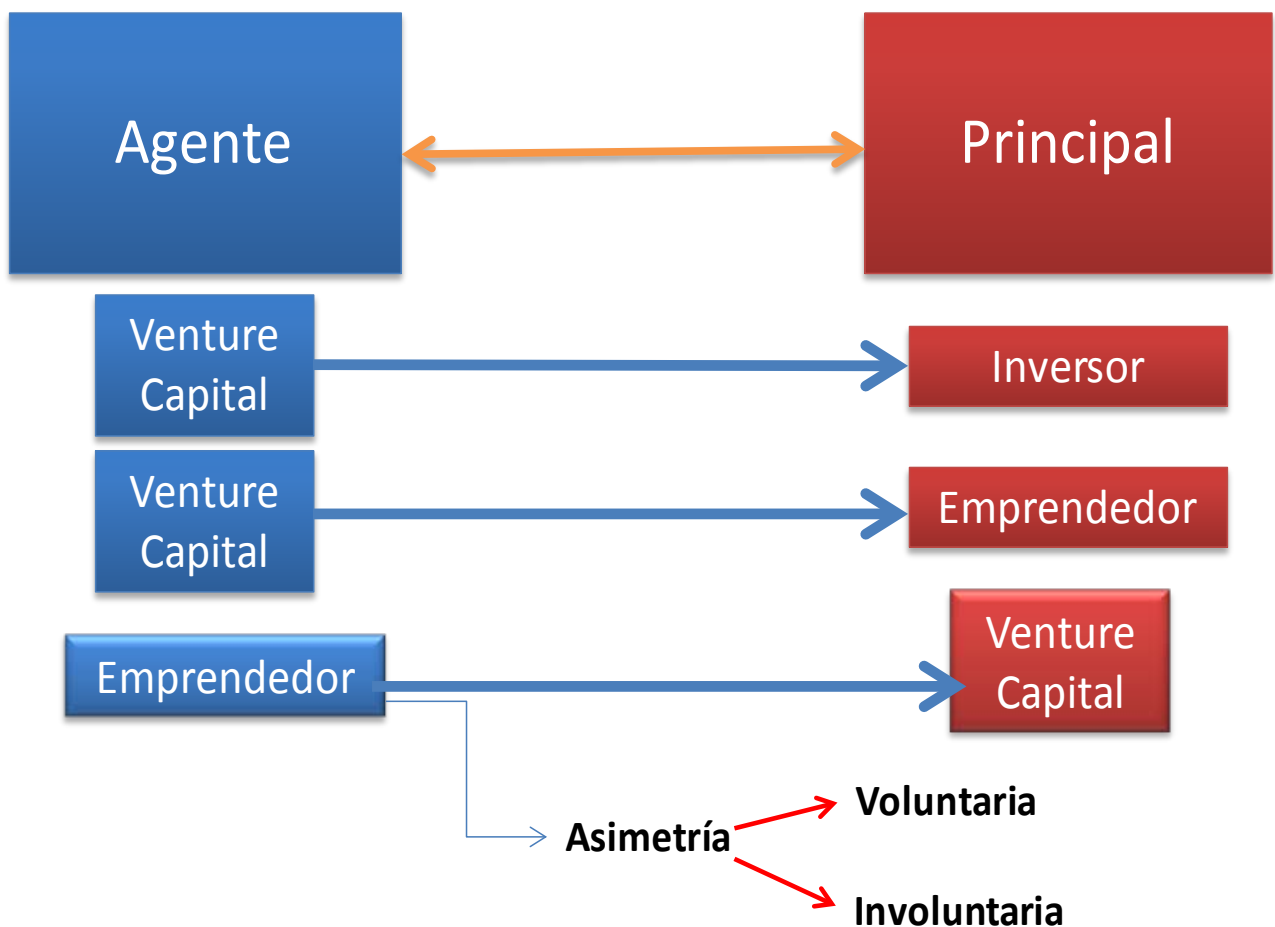 Agente
Principal
Venture
Capital
Inversor
Venture
Capital
Emprendedor
Emprendedor
Venture
Capital
Asimetría
Voluntaria
Involuntaria